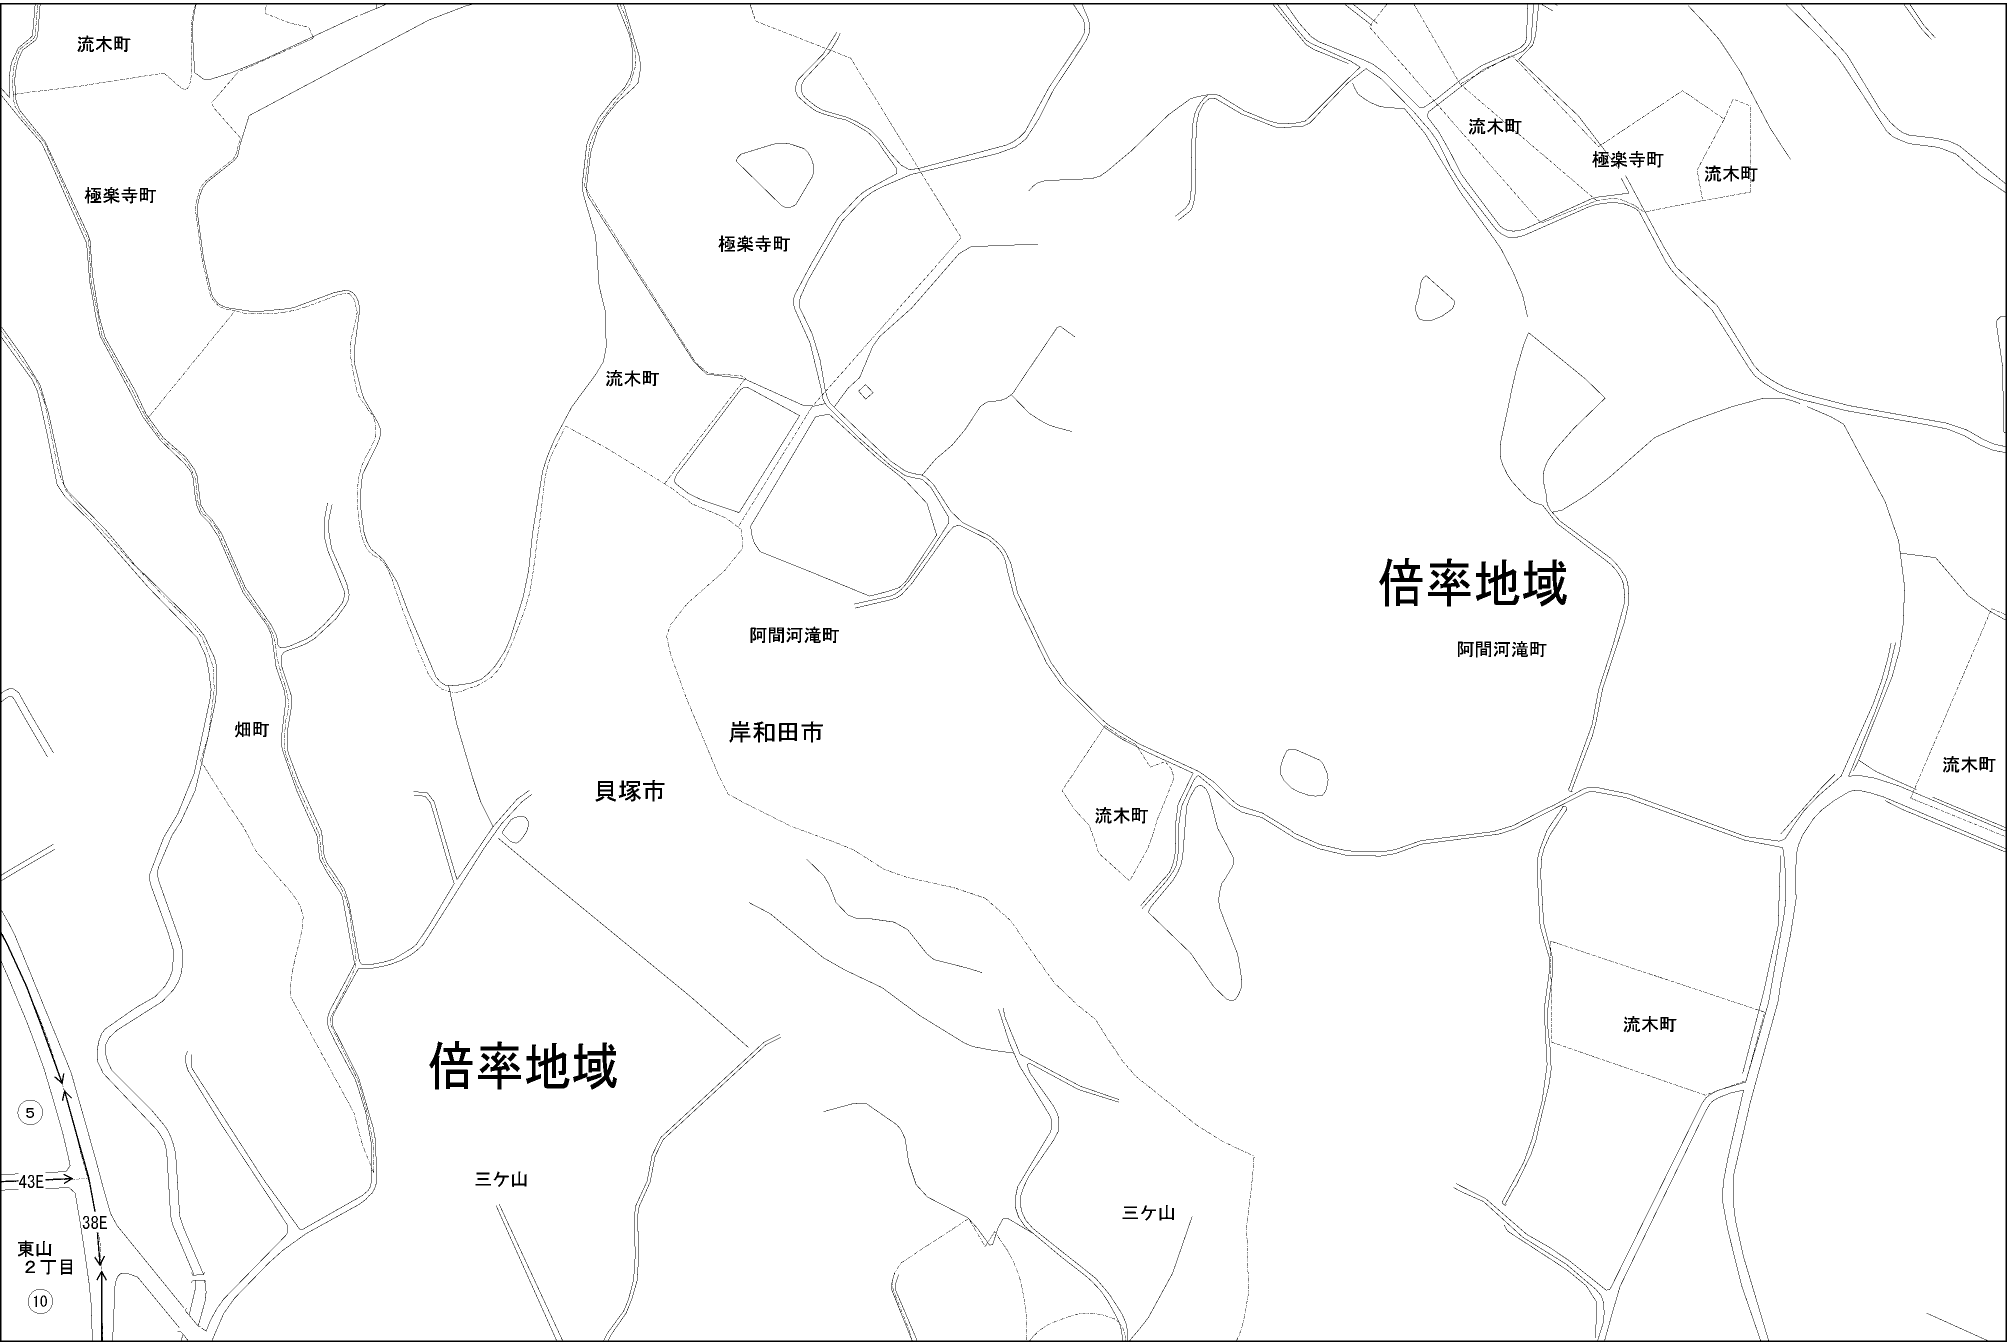 流木町
流木町
極楽寺町
流木町
極楽寺町
極楽寺町
流木町
倍率地域
阿間河滝町
阿間河滝町
畑町
岸和田市
流木町
貝塚市
流木町
流木町
倍率地域
5
43E
三ケ山
38E
三ケ山
東山
2丁目
10